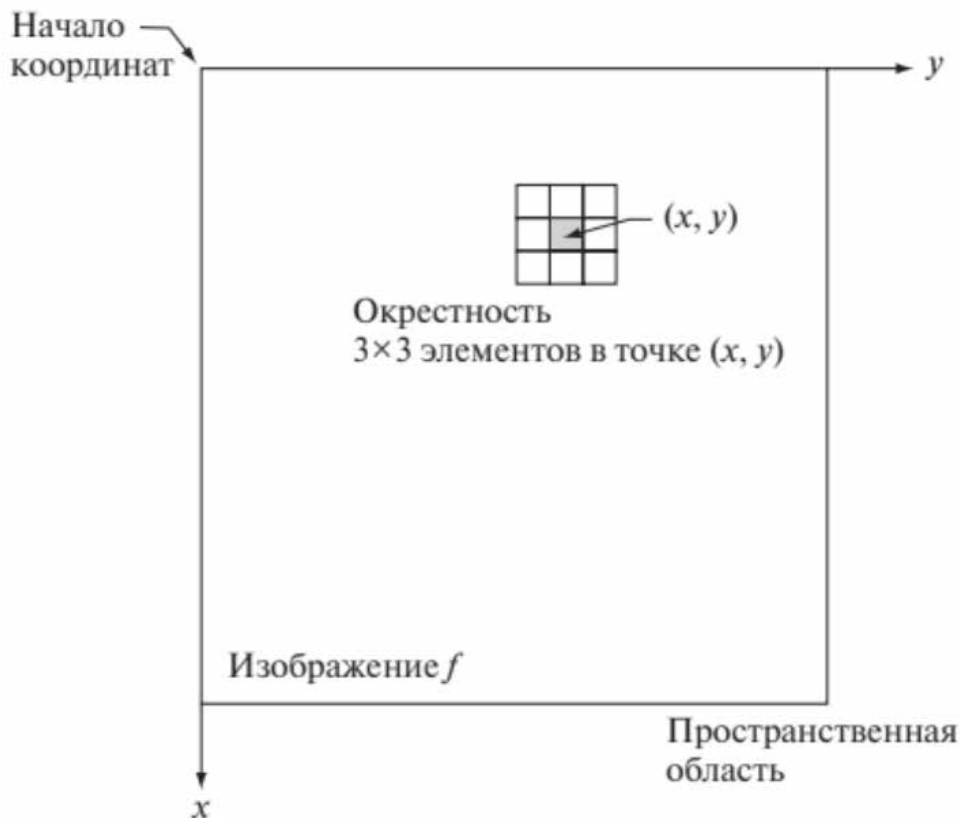 Начало
координат
y
(x, y)
Окрестность
3×3 элементов в точке (x, y)
Изображение f
Пространственная
область
x